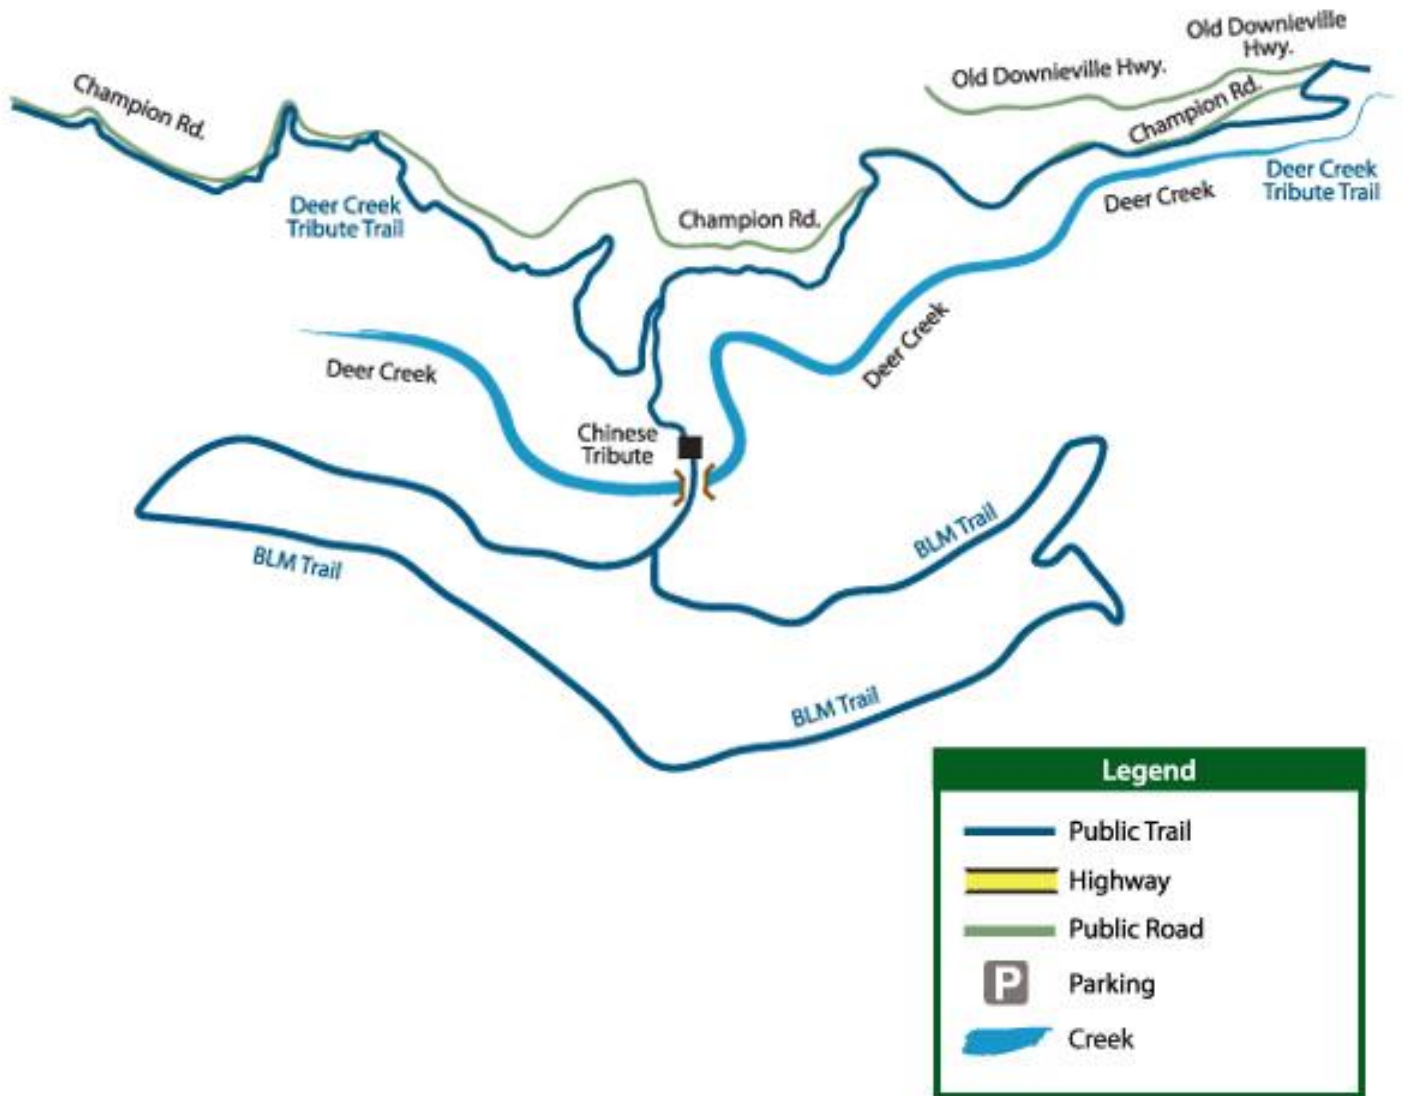 Old Downieville
Hwy.
Old Downieville Hwy.
Champion Rd.
Champion Rd.
Deer Creek
Tribute Trail
Deer Creek
Deer Creek
Tribute Trail
Champion Rd.
Deer Creek
Deer Creek
Chinese
Tribute
BLM Trail
BLM Trail
BLM Trail
Legend
Public Trail
Highway
Public Road
P
Parking
Creek